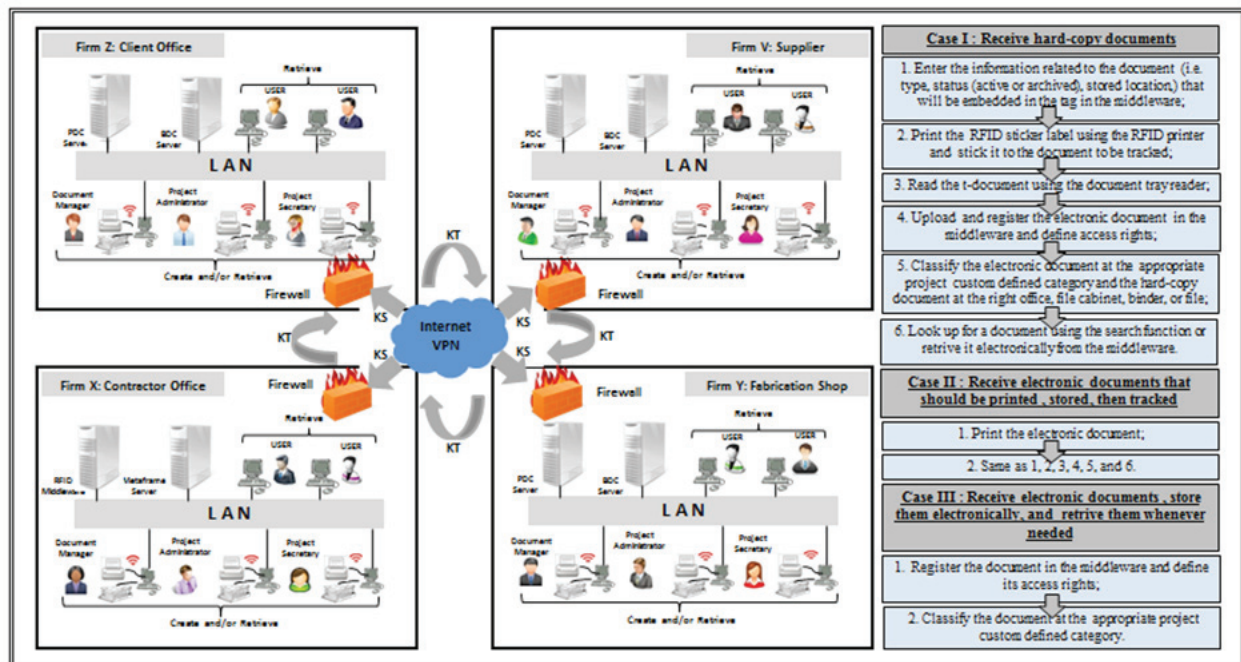 Firm Z: Client Office
Retrieve
USER
USER
PDC
Server
BDC
Server
LAN
Document
Manager
Project
Administrator
Project
Secretary
Create and/or Retrieve
Firewall
Firm V: Supplier
Retrieve
USER
USER
PDC
Server
BDC
Server
LAN
Document
Manager
Project
Administrator
Project
Secretary
Create and/or Retrieve
Firewall
KT
KS
KS
Internet
VPN
KT
KT
KS
KS
KT
Firm X: Contractor Office
Firewall
Retrieve
USER
USER
RFID
Middleware
Metaframe
Server
LAN
Document
Manager
Project
Administrator
Project
Secretary
Create and/or Retrieve
Firm Y: Fabrication Shop
Firewall
Retrieve
USER
USER
PDC
Server
BDC
Server
LAN
Document
Manager
Project
Administrator
Project
Secretary
Create and/or Retrieve
Case I : Receive hard-copy documents
1. Enter the information related to the document (i.e.
type, status (active or archived), stored location,) that
will be embedded in the tag in the middleware;
2. Print the RFID sticker label using the RFID printer
and stick it to the document to be tracked;
3. Read the t-document using the document tray reader;
4. Upload and register the electronic document in the
middleware and define access rights;
5. Classify the electronic document at the appropriate
project custom defined category and the hard-copy
document at the right office, file cabinet, binder, or file;
6. Look up for a document using the search function or
retrive it electronically from the middleware.
Case II : Receive electronic documents that
should be printed , stored, then tracked
1. Print the electronic document;
2. Same as 1, 2, 3, 4, 5, and 6.
Case III : Receive electronic documents , store
them electronically, and retrive them whenever
needed
1. Register the document in the middleware and define
its access rights;
2. Classify the document at the appropriate project
custom defined category.